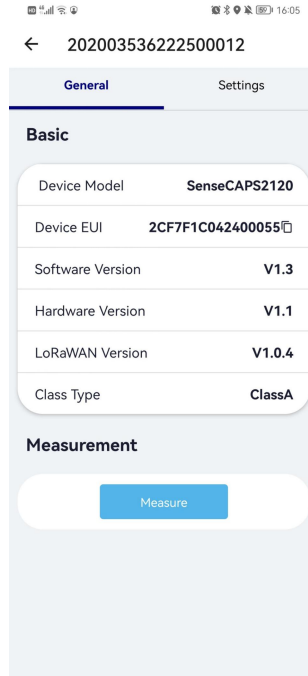 HD 16:05
202003536222500012
General Settings
Basic
Device Model SenseCAPS2120
Device EUI 2CF7F1C042400055
Software Version V1.3
Hardware Version V1.1
LoRaWAN Version V1.0.4
Class Type ClassA
Measurement
Measure